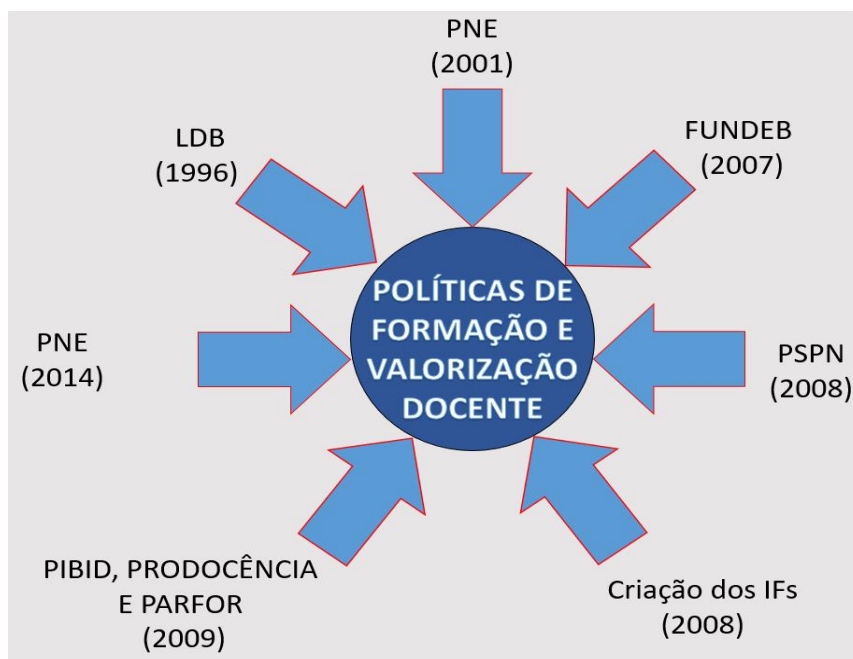 PNE
(2001)
LDB
(1996)
FUNDEB
(2007)
POLÍTICAS DE
FORMAÇÃO E
VALORIZAÇÃO
DOCENTE
PNE
(2014)
PSPN
(2008)
PIBID, PRODOCÊNCIA
E PARFOR
(2009)
Criação dos IFs
(2008)